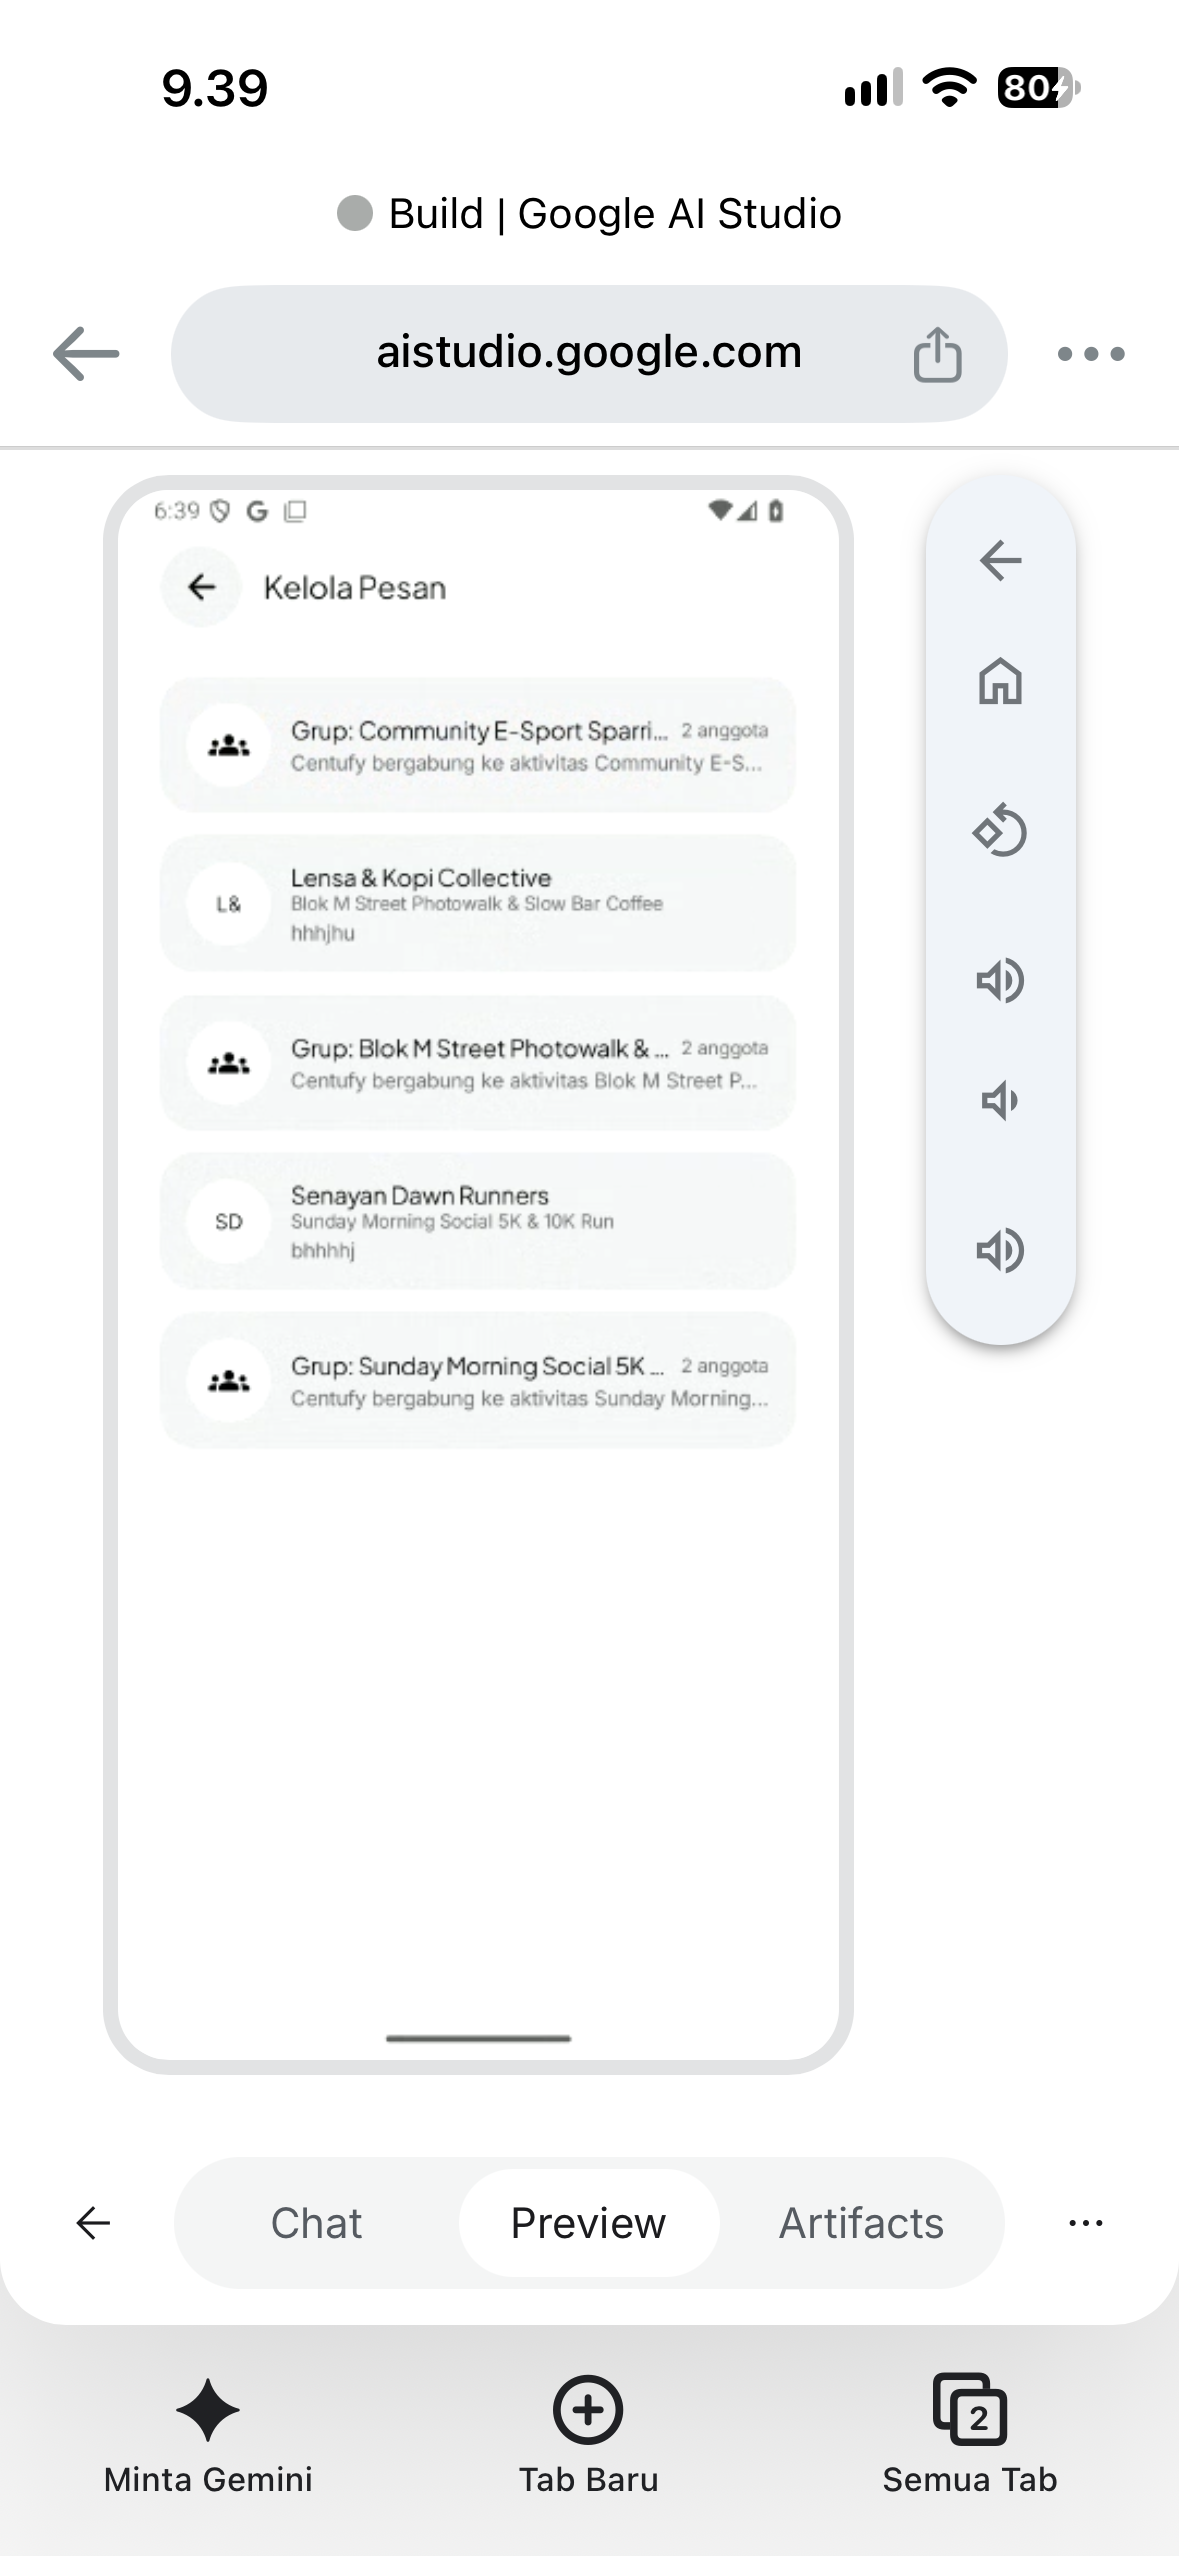 9.39
80
Build | Google AI Studio
aistudio.google.com
6:39 G
Kelola Pesan
Grup: Community E-Sport Sparri... 2 anggota
Centufy bergabung ke aktivitas Community E-S...
L&
Lensa & Kopi Collective
Blok M Street Photowalk & Slow Bar Coffee
hhhjhu
Grup: Blok M Street Photowalk & ... 2 anggota
Centufy bergabung ke aktivitas Blok M Street P...
SD
Senayan Dawn Runners
Sunday Morning Social 5K & 10K Run
bhhhhj
Grup: Sunday Morning Social 5K ... 2 anggota
Centufy bergabung ke aktivitas Sunday Morning...
Chat Preview Artifacts
Minta Gemini Tab Baru 2 Semua Tab